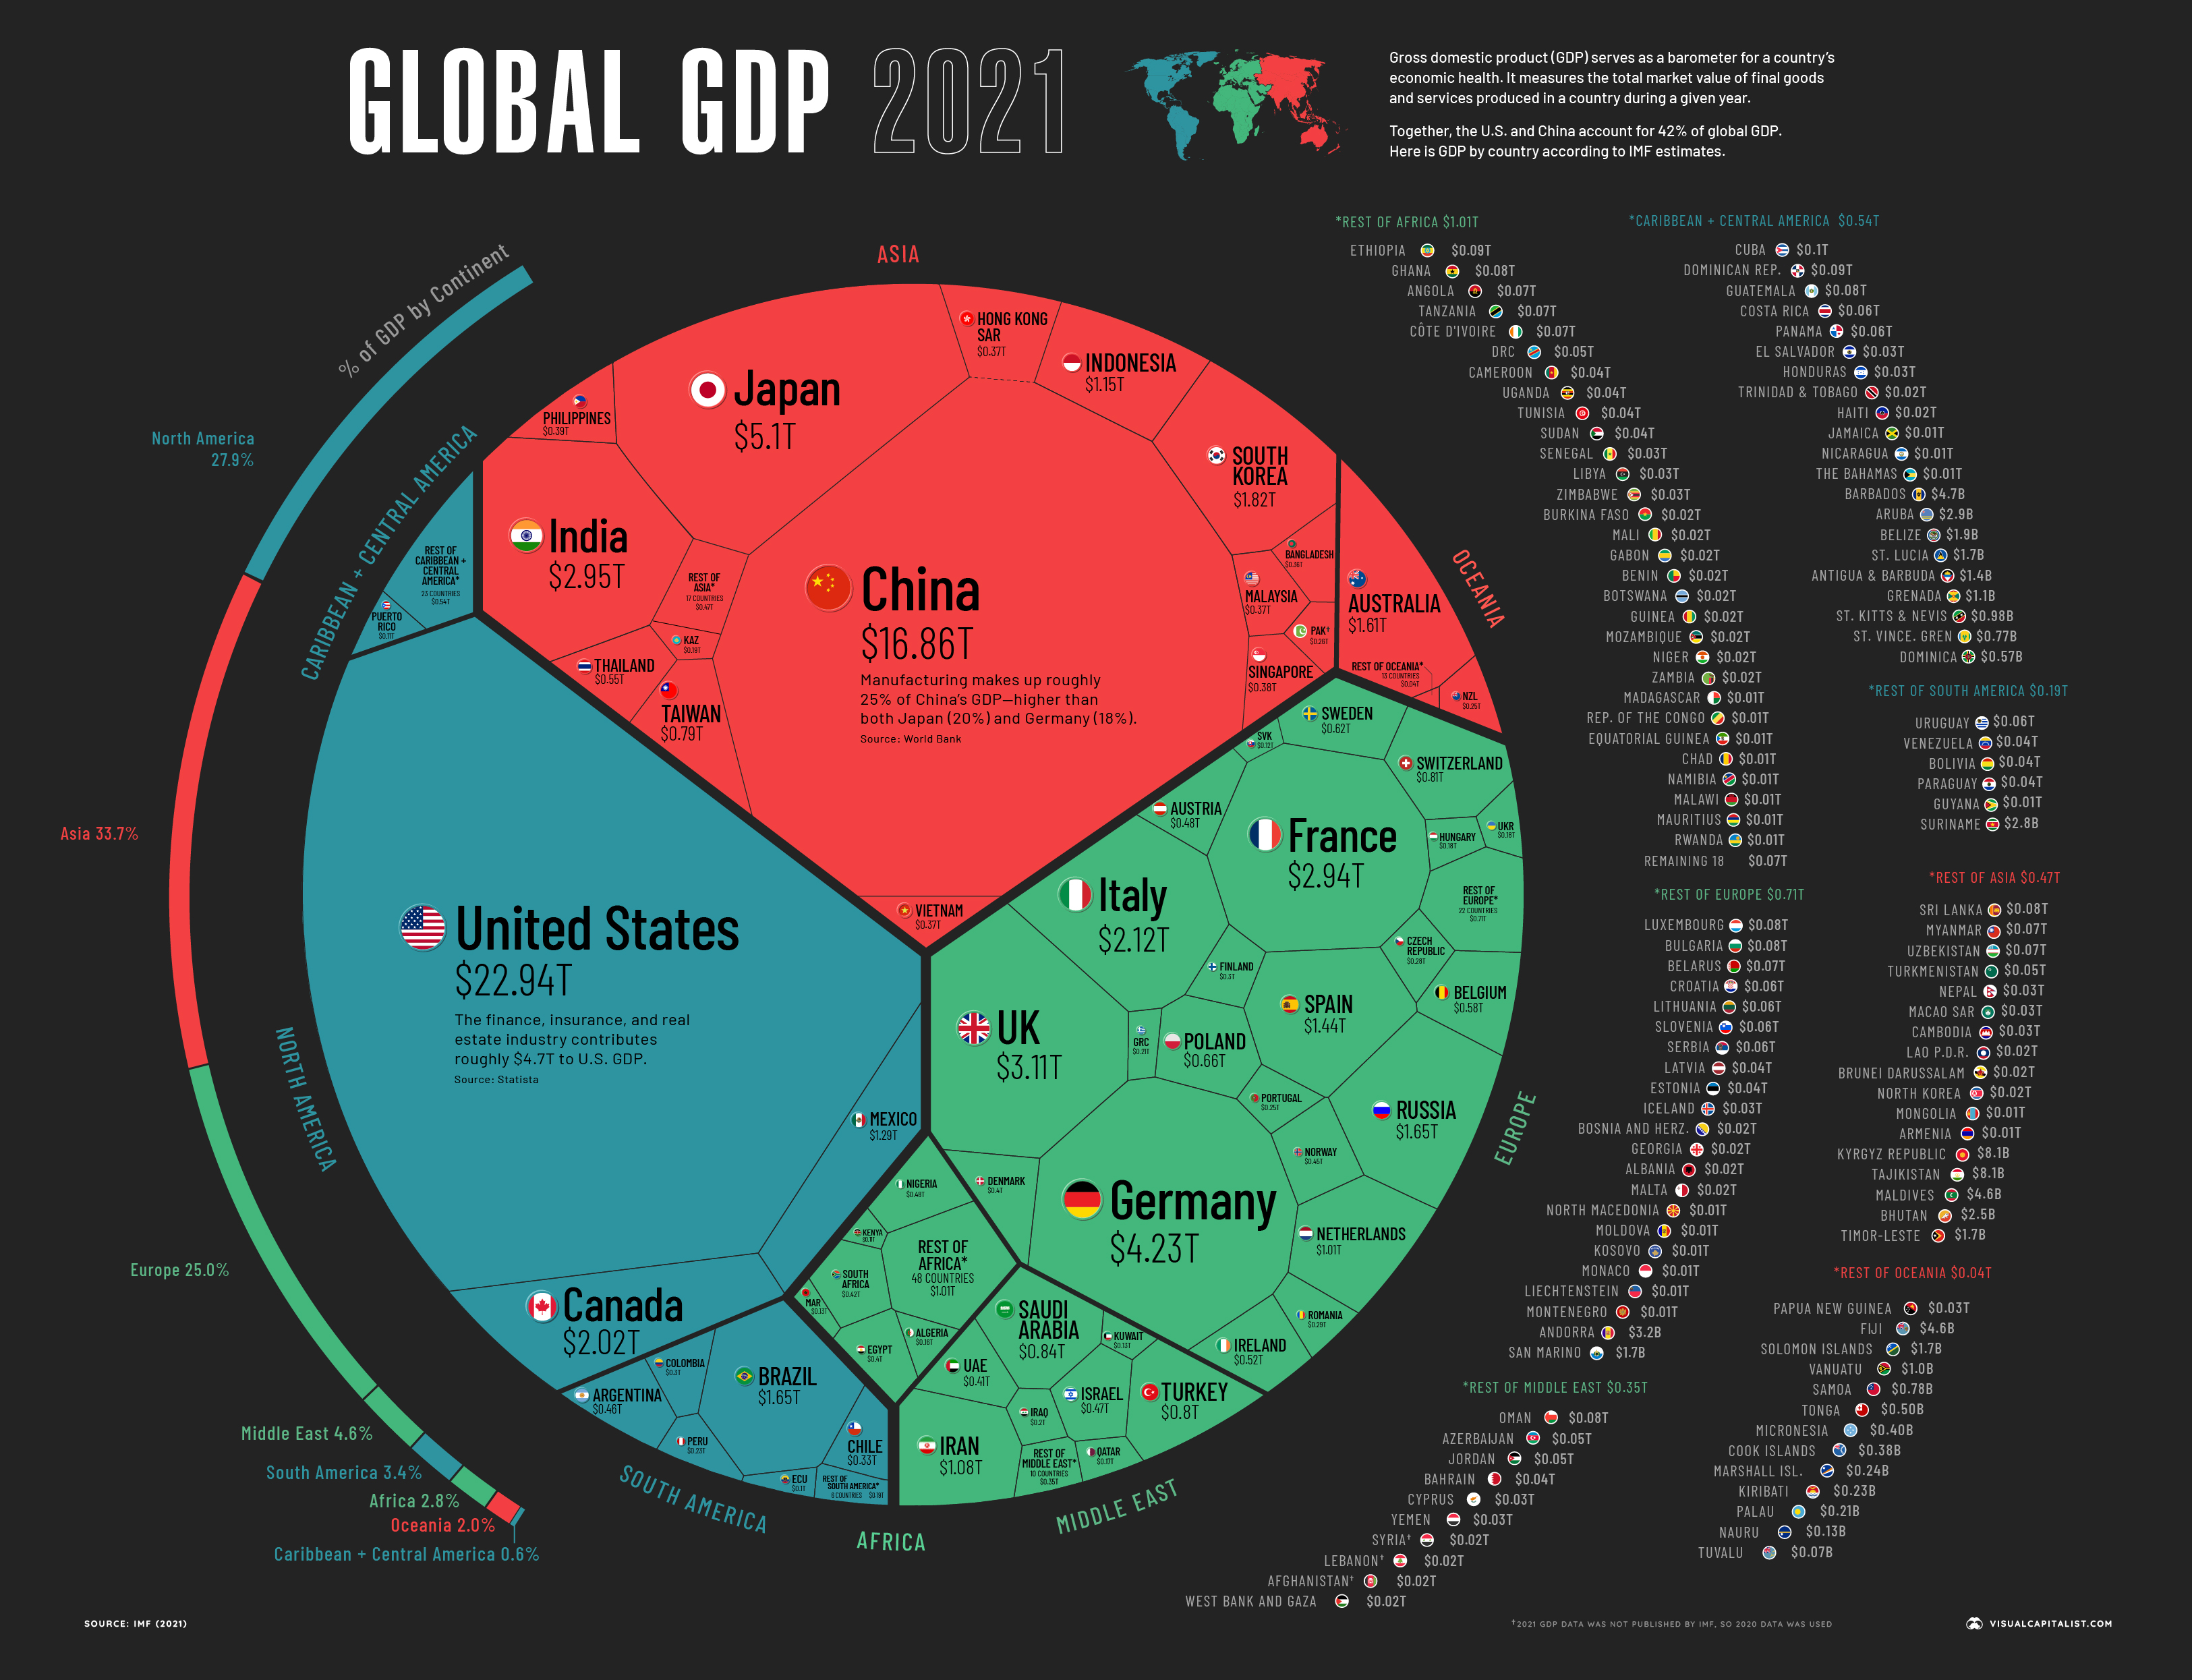 GLOBAL GDP 2021
Gross domestic product (GDP) serves as a barometer for a country's
economic health. It measures the total market value of final goods
and services produced in a country during a given year.
Together, the U.S. and China account for 42% of global GDP.
Here is GDP by country according to IMF estimates.
% of GDP by Continent
North America
27.9%
Asia 33.7%
Europe 25.0%
Middle East 4.6%
South America 3.4%
Africa 2.8%
Oceania 2.0%
Caribbean + Central America 0.6%
ASIA
PHILIPPINES
$0.39T
Japan
$5.1T
HONG KONG
SAR
$0.37T
INDONESIA
$1.15T
SOUTH
KOREA
$1.82T
India
$2.95T
REST OF
ASIA*
17 COUNTRIES
$0.47T
KAZ
$0.19T
THAILAND
$0.55T
TAIWAN
$0.79T
China
$16.86T
Manufacturing makes up roughly
25% of China's GDP—higher than
both Japan (20%) and Germany (18%).
Source: World Bank
BANGLADESH
$0.36T
MALAYSIA
$0.37T
PAK†
$0.26T
SINGAPORE
$0.38T
VIETNAM
$0.37T
OCEANIA
AUSTRALIA
$1.61T
REST OF OCEANIA*
13 COUNTRIES
$0.04T
NZL
$0.25T
CARIBBEAN + CENTRAL AMERICA
REST OF
CARIBBEAN +
CENTRAL
AMERICA*
23 COUNTRIES
$0.54T
PUERTO
RICO
$0.11T
NORTH AMERICA
United States
$22.94T
The finance, insurance, and real
estate industry contributes
roughly $4.7T to U.S. GDP.
Source: Statista
MEXICO
$1.29T
Canada
$2.02T
SOUTH AMERICA
ARGENTINA
$0.46T
COLOMBIA
$0.3T
BRAZIL
$1.65T
PERU
$0.23T
CHILE
$0.33T
ECU
$0.1T
REST OF
SOUTH AMERICA*
6 COUNTRIES $0.19T
AFRICA
NIGERIA
$0.48T
KENYA
$0.11T
REST OF
AFRICA*
48 COUNTRIES
$1.01T
SOUTH
AFRICA
$0.42T
MAR
$0.13T
ALGERIA
$0.16T
EGYPT
$0.4T
MIDDLE EAST
SAUDI
ARABIA
$0.84T
KUWAIT
$0.13T
UAE
$0.41T
ISRAEL
$0.47T
TURKEY
$0.8T
IRAQ
$0.2T
IRAN
$1.08T
REST OF
MIDDLE EAST*
10 COUNTRIES
$0.35T
QATAR
$0.17T
EUROPE
SWEDEN
$0.62T
SVK
$0.12T
SWITZERLAND
$0.81T
AUSTRIA
$0.48T
France
$2.94T
HUNGARY
$0.18T
UKR
$0.18T
Italy
$2.12T
REST OF
EUROPE*
22 COUNTRIES
$0.71T
CZECH
REPUBLIC
$0.28T
FINLAND
$0.3T
SPAIN
$1.44T
BELGIUM
$0.58T
UK
$3.11T
GRC
$0.21T
POLAND
$0.66T
PORTUGAL
$0.25T
RUSSIA
$1.65T
NORWAY
$0.45T
DENMARK
$0.4T
Germany
$4.23T
NETHERLANDS
$1.01T
ROMANIA
$0.29T
IRELAND
$0.52T
*REST OF AFRICA $1.01T
ETHIOPIA $0.09T
GHANA $0.08T
ANGOLA $0.07T
TANZANIA $0.07T
CÔTE D'IVOIRE $0.07T
DRC $0.05T
CAMEROON $0.04T
UGANDA $0.04T
TUNISIA $0.04T
SUDAN $0.04T
SENEGAL $0.03T
LIBYA $0.03T
ZIMBABWE $0.03T
BURKINA FASO $0.02T
MALI $0.02T
GABON $0.02T
BENIN $0.02T
BOTSWANA $0.02T
GUINEA $0.02T
MOZAMBIQUE $0.02T
NIGER $0.02T
ZAMBIA $0.02T
MADAGASCAR $0.01T
REP. OF THE CONGO $0.01T
EQUATORIAL GUINEA $0.01T
CHAD $0.01T
NAMIBIA $0.01T
MALAWI $0.01T
MAURITIUS $0.01T
RWANDA $0.01T
REMAINING 18 $0.07T
*REST OF EUROPE $0.71T
LUXEMBOURG $0.08T
BULGARIA $0.08T
BELARUS $0.07T
CROATIA $0.06T
LITHUANIA $0.06T
SLOVENIA $0.06T
SERBIA $0.06T
LATVIA $0.04T
ESTONIA $0.04T
ICELAND $0.03T
BOSNIA AND HERZ. $0.02T
GEORGIA $0.02T
ALBANIA $0.02T
MALTA $0.02T
NORTH MACEDONIA $0.01T
MOLDOVA $0.01T
KOSOVO $0.01T
MONACO $0.01T
LIECHTENSTEIN $0.01T
MONTENEGRO $0.01T
ANDORRA $3.2B
SAN MARINO $1.7B
*REST OF MIDDLE EAST $0.35T
OMAN $0.08T
AZERBAIJAN $0.05T
JORDAN $0.05T
BAHRAIN $0.04T
CYPRUS $0.03T
YEMEN $0.03T
SYRIA† $0.02T
LEBANON† $0.02T
AFGHANISTAN† $0.02T
WEST BANK AND GAZA $0.02T
*CARIBBEAN + CENTRAL AMERICA $0.54T
CUBA $0.1T
DOMINICAN REP. $0.09T
GUATEMALA $0.08T
COSTA RICA $0.06T
PANAMA $0.06T
EL SALVADOR $0.03T
HONDURAS $0.03T
TRINIDAD & TOBAGO $0.02T
HAITI $0.02T
JAMAICA $0.01T
NICARAGUA $0.01T
THE BAHAMAS $0.01T
BARBADOS $4.7B
ARUBA $2.9B
BELIZE $1.9B
ST. LUCIA $1.7B
ANTIGUA & BARBUDA $1.4B
GRENADA $1.1B
ST. KITTS & NEVIS $0.98B
ST. VINCE. GREN $0.77B
DOMINICA $0.57B
*REST OF SOUTH AMERICA $0.19T
URUGUAY $0.06T
VENEZUELA $0.04T
BOLIVIA $0.04T
PARAGUAY $0.04T
GUYANA $0.01T
SURINAME $2.8B
*REST OF ASIA $0.47T
SRI LANKA $0.08T
MYANMAR $0.07T
UZBEKISTAN $0.07T
TURKMENISTAN $0.05T
NEPAL $0.03T
MACAO SAR $0.03T
CAMBODIA $0.03T
LAO P.D.R. $0.02T
BRUNEI DARUSSALAM $0.02T
NORTH KOREA $0.02T
MONGOLIA $0.01T
ARMENIA $0.01T
KYRGYZ REPUBLIC $8.1B
TAJIKISTAN $8.1B
MALDIVES $4.6B
BHUTAN $2.5B
TIMOR-LESTE $1.7B
*REST OF OCEANIA $0.04T
PAPUA NEW GUINEA $0.03T
FIJI $4.6B
SOLOMON ISLANDS $1.7B
VANUATU $1.0B
SAMOA $0.78B
TONGA $0.50B
MICRONESIA $0.40B
COOK ISLANDS $0.38B
MARSHALL ISL. $0.24B
KIRIBATI $0.23B
PALAU $0.21B
NAURU $0.13B
TUVALU $0.07B
SOURCE: IMF (2021)
†2021 GDP DATA WAS NOT PUBLISHED BY IMF, SO 2020 DATA WAS USED
VISUALCAPITALIST.COM